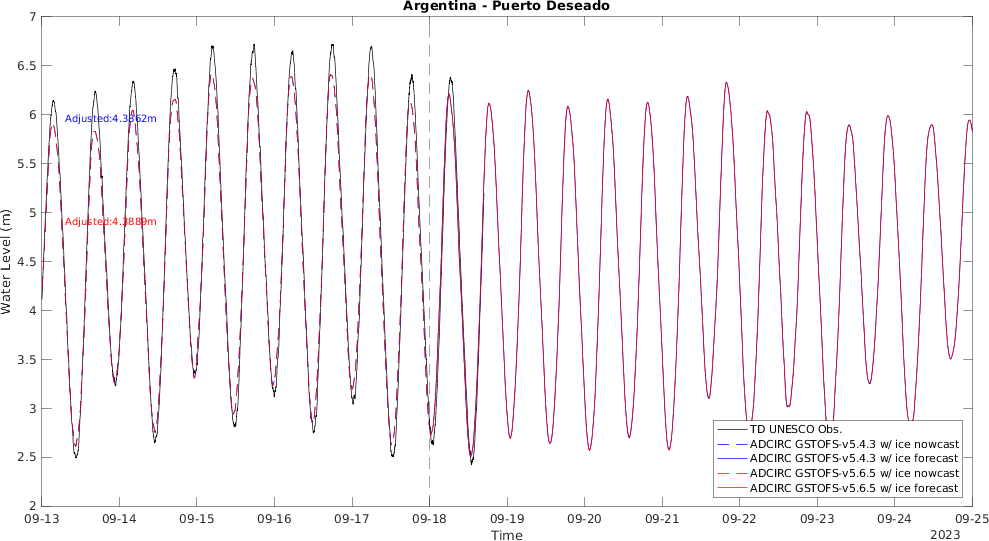 Argentina - Puerto Deseado
7
6.5
6
5.5
5
4.5
4
3.5
3
2.5
2
Water Level (m)
Adjusted:4.3862m
Adjusted:4.3889m
TD UNESCO Obs.
ADCIRC GSTOFS-v5.4.3 w/ ice nowcast
ADCIRC GSTOFS-v5.4.3 w/ ice forecast
ADCIRC GSTOFS-v5.6.5 w/ ice nowcast
ADCIRC GSTOFS-v5.6.5 w/ ice forecast
09-13 09-14 09-15 09-16 09-17 09-18 09-19 09-20 09-21 09-22 09-23 09-24 09-25
Time
2023